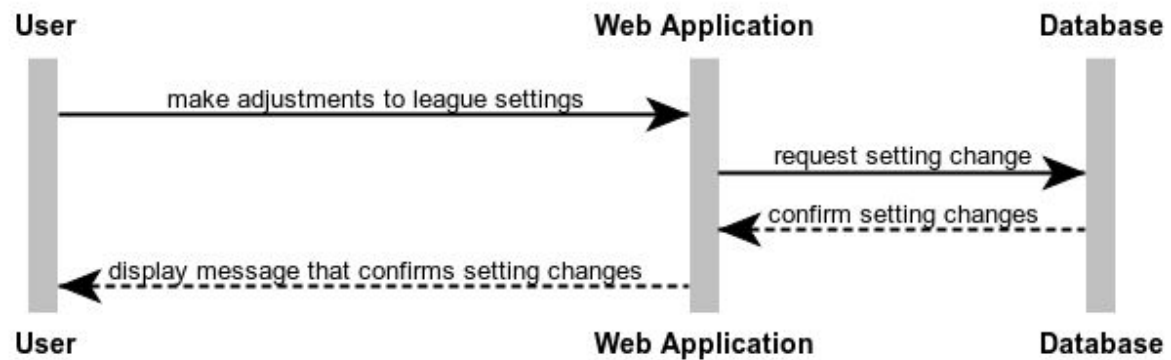 User
Web Application
Database
make adjustments to league settings
request setting change
confirm setting changes
display message that confirms setting changes
User
Web Application
Database